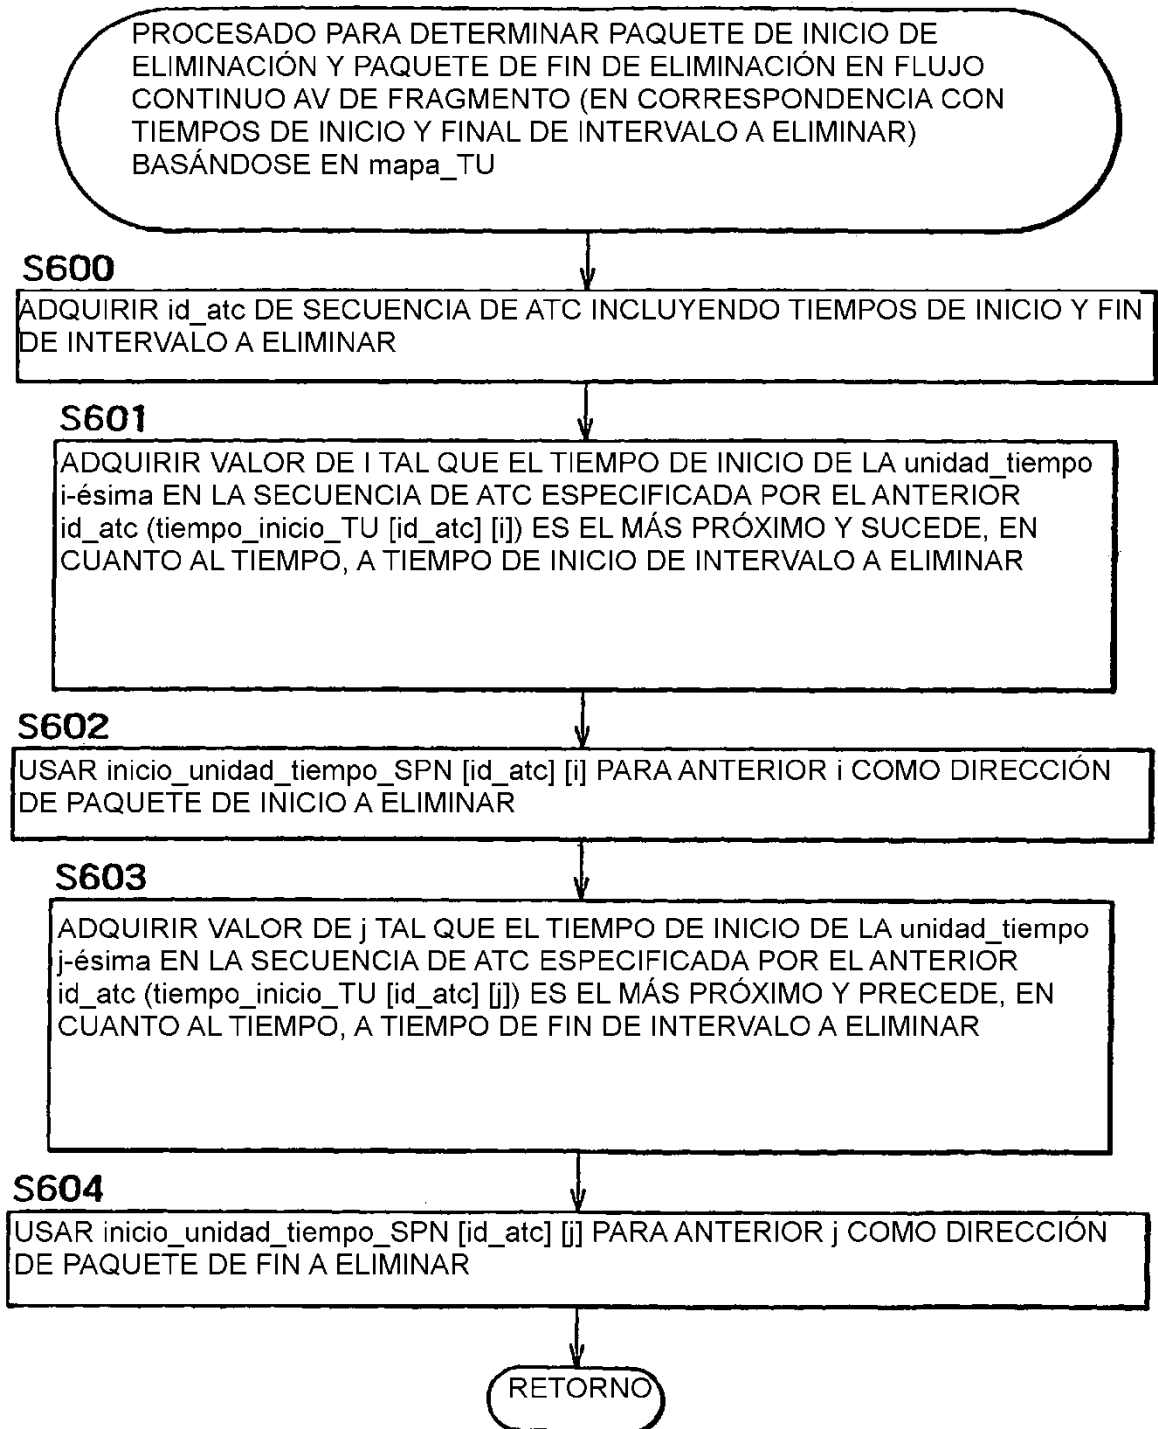 PROCESADO PARA DETERMINAR PAQUETE DE INICIO DE
ELIMINACIÓN Y PAQUETE DE FIN DE ELIMINACIÓN EN FLUJO
CONTINUO AV DE FRAGMENTO (EN CORRESPONDENCIA CON
TIEMPOS DE INICIO Y FINAL DE INTERVALO A ELIMINAR)
BASÁNDOSE EN mapa_TU
S600
ADQUIRIR id_atc DE SECUENCIA DE ATC INCLUYENDO TIEMPOS DE INICIO Y FIN
DE INTERVALO A ELIMINAR
S601
ADQUIRIR VALOR DE I TAL QUE EL TIEMPO DE INICIO DE LA unidad_tiempo
i-ésima EN LA SECUENCIA DE ATC ESPECIFICADA POR EL ANTERIOR
id_atc (tiempo_inicio_TU [id_atc] [i]) ES EL MÁS PRÓXIMO Y SUCEDE, EN
CUANTO AL TIEMPO, A TIEMPO DE INICIO DE INTERVALO A ELIMINAR
S602
USAR inicio_unidad_tiempo_SPN [id_atc] [i] PARA ANTERIOR i COMO DIRECCIÓN
DE PAQUETE DE INICIO A ELIMINAR
S603
ADQUIRIR VALOR DE j TAL QUE EL TIEMPO DE INICIO DE LA unidad_tiempo
j-ésima EN LA SECUENCIA DE ATC ESPECIFICADA POR EL ANTERIOR
id_atc (tiempo_inicio_TU [id_atc] [j]) ES EL MÁS PRÓXIMO Y PRECEDE, EN
CUANTO AL TIEMPO, A TIEMPO DE FIN DE INTERVALO A ELIMINAR
S604
USAR inicio_unidad_tiempo_SPN [id_atc] [j] PARA ANTERIOR j COMO DIRECCIÓN
DE PAQUETE DE FIN A ELIMINAR
RETORNO